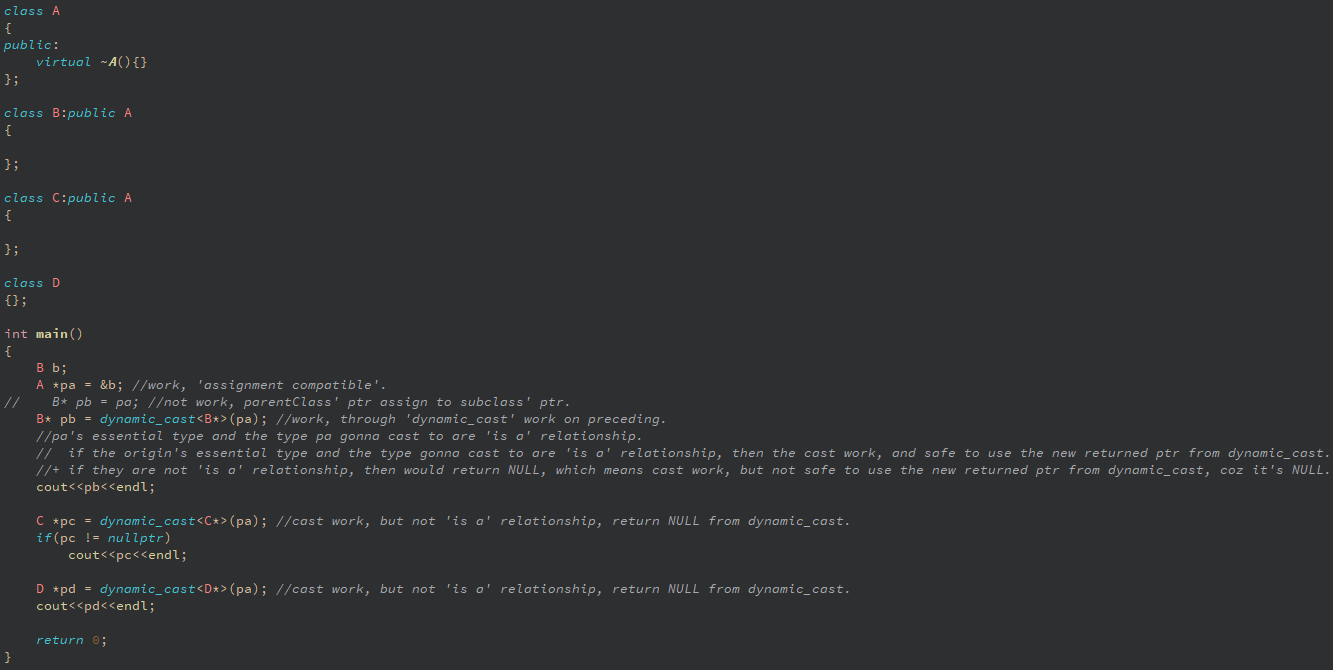 class A
{
public:
    virtual ~A(){}
};

class B:public A
{

};

class C:public A
{

};

class D
{};

int main()
{
    B b;
    A *pa = &b; //work, 'assignment compatible'.
//    B* pb = pa; //not work, parentClass' ptr assign to subclass' ptr.
    B* pb = dynamic_cast<B*>(pa); //work, through 'dynamic_cast' work on preceding.
    //pa's essential type and the type pa gonna cast to are 'is a' relationship.
    //  if the origin's essential type and the type gonna cast to are 'is a' relationship, then the cast work, and safe to use the new returned ptr from dynamic_cast.
    //+ if they are not 'is a' relationship, then would return NULL, which means cast work, but not safe to use the new returned ptr from dynamic_cast, coz it's NULL.
    cout<<pb<<endl;

    C *pc = dynamic_cast<C*>(pa); //cast work, but not 'is a' relationship, return NULL from dynamic_cast.
    if(pc != nullptr)
        cout<<pc<<endl;

    D *pd = dynamic_cast<D*>(pa); //cast work, but not 'is a' relationship, return NULL from dynamic_cast.
    cout<<pd<<endl;

    return 0;
}